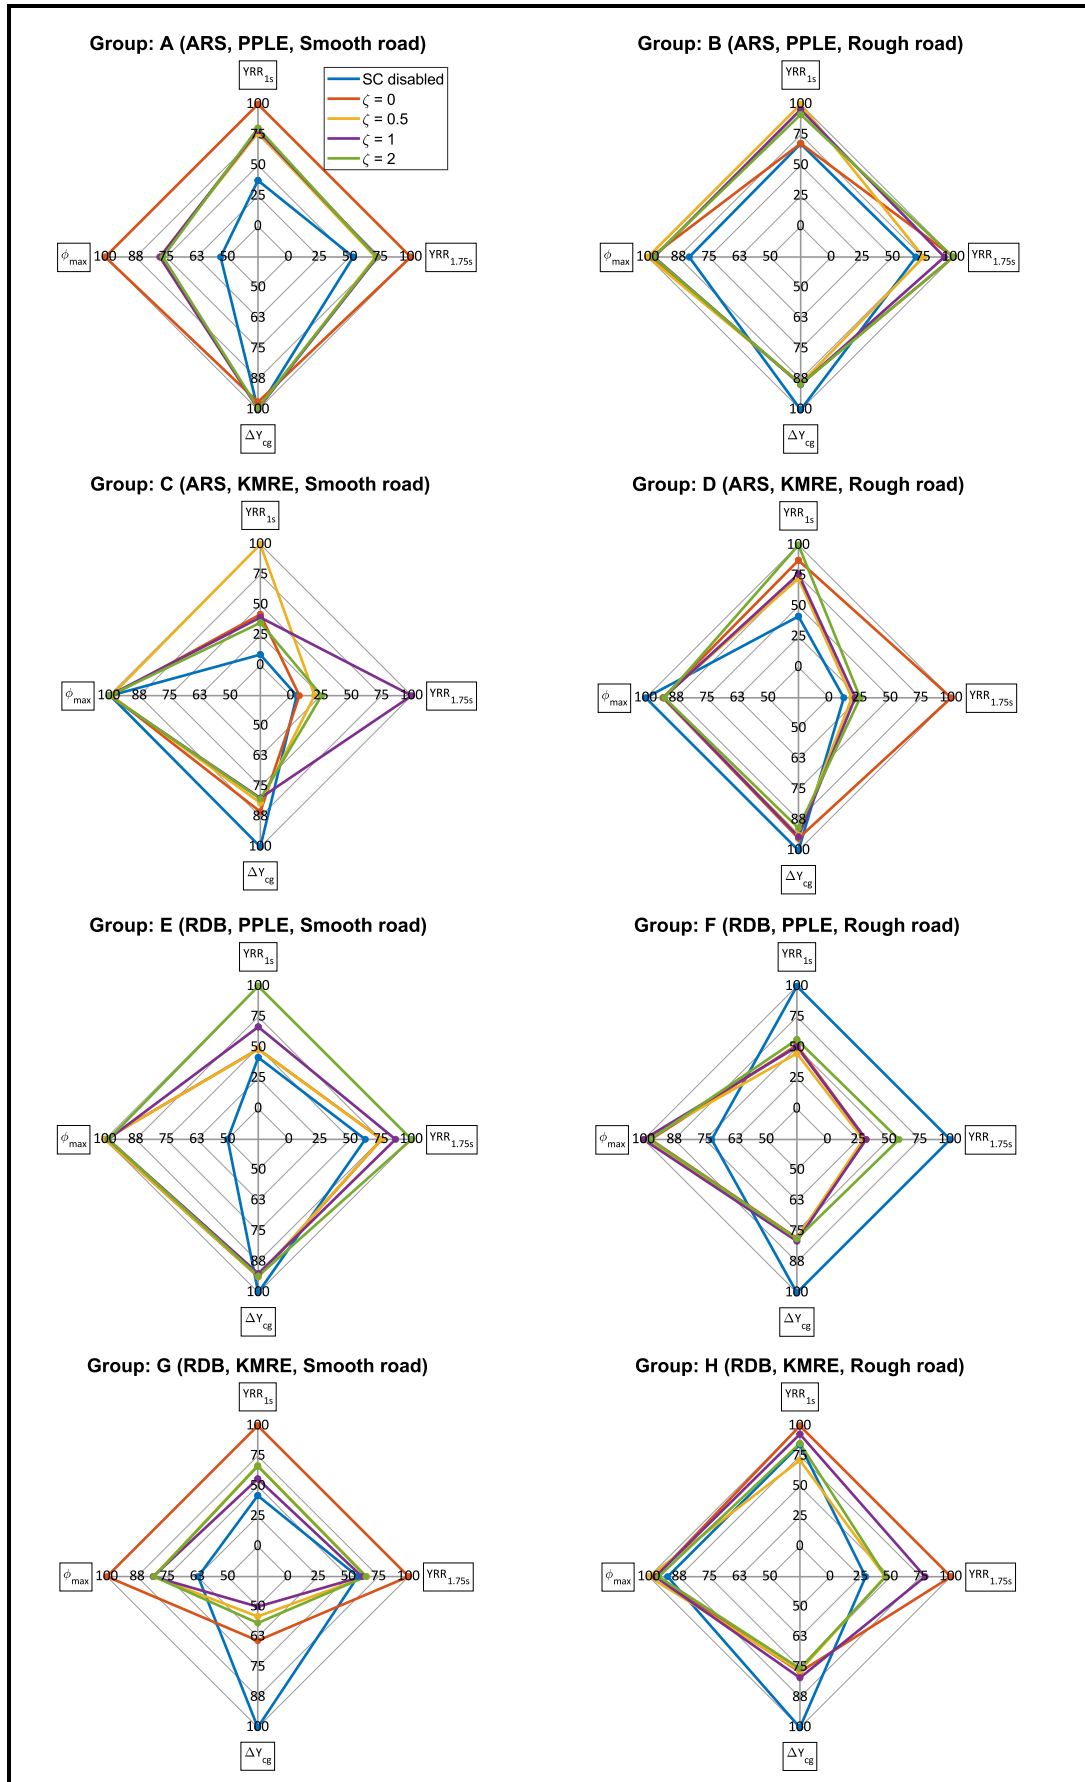 Group: A (ARS, PPLE, Smooth road)
YRR1s
SC disabled
ζ = 0
ζ = 0.5
ζ = 1
ζ = 2
100
75
50
25
0
ϕmax 100 88 75 63 0 25 50 75 100 YRR1.75s
50
63
75
88
100
ΔYcg
Group: B (ARS, PPLE, Rough road)
YRR1s
100
75
50
25
0
ϕmax 100 88 75 63 0 25 50 75 100 YRR1.75s
50
63
75
88
100
ΔYcg
Group: C (ARS, KMRE, Smooth road)
YRR1s
100
75
50
25
0
ϕmax 100 88 75 63 50 0 25 50 75 100 YRR1.75s
50
63
75
88
100
ΔYcg
Group: D (ARS, KMRE, Rough road)
YRR1s
100
75
50
25
0
ϕmax 100 88 75 63 50 0 25 50 75 100 YRR1.75s
50
63
75
88
100
ΔYcg
Group: E (RDB, PPLE, Smooth road)
YRR1s
100
75
50
25
0
ϕmax 100 88 75 63 50 0 25 50 75 100 YRR1.75s
50
63
75
88
100
ΔYcg
Group: F (RDB, PPLE, Rough road)
YRR1s
100
75
50
25
0
ϕmax 100 88 75 63 50 0 25 50 75 100 YRR1.75s
50
63
75
88
100
ΔYcg
Group: G (RDB, KMRE, Smooth road)
YRR1s
100
75
50
25
0
ϕmax 100 88 75 63 50 0 25 50 75 100 YRR1.75s
50
63
75
88
100
ΔYcg
Group: H (RDB, KMRE, Rough road)
YRR1s
100
75
50
25
0
ϕmax 100 88 75 63 50 0 25 50 75 100 YRR1.75s
50
63
75
88
100
ΔYcg